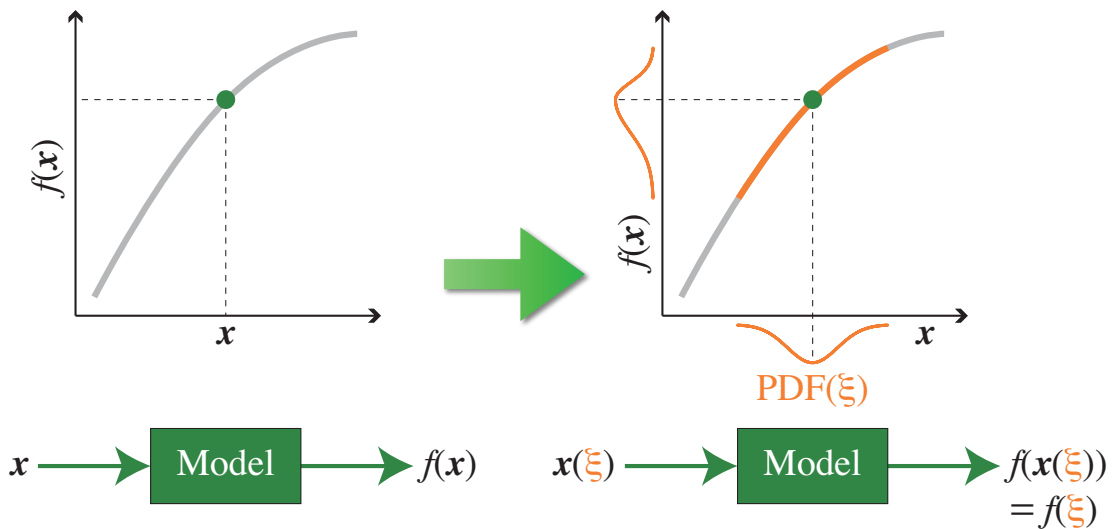 f(x)
x
f(x)
x
PDF(ξ)
x
Model
f(x)
x(ξ)
Model
f(x(ξ))
= f(ξ)